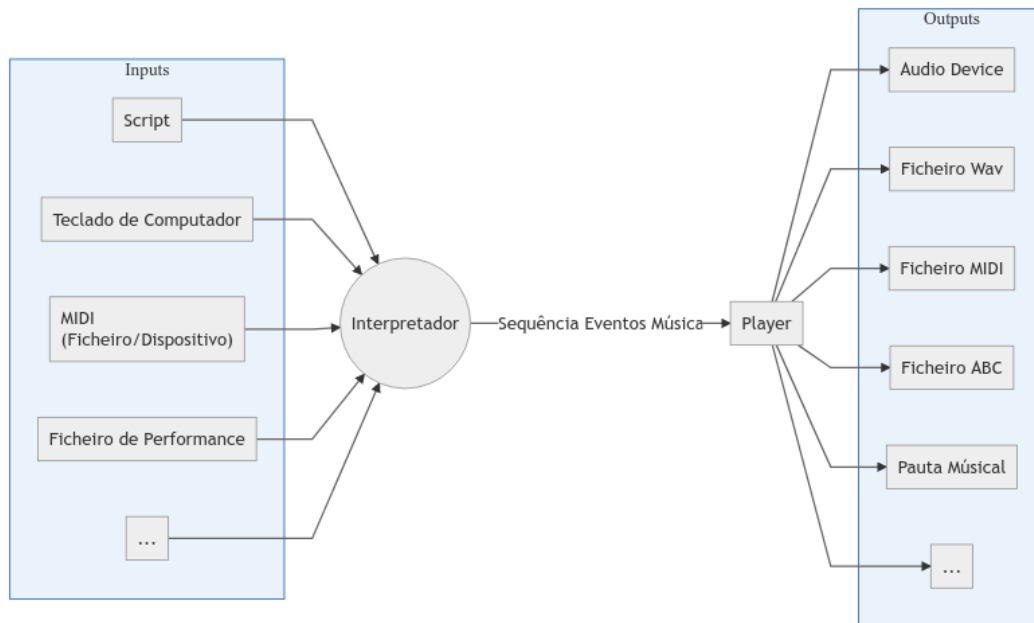 Inputs
Script
Teclado de Computador
MIDI
(Ficheiro/Dispositivo)
Ficheiro de Performance
...
Interpretador
Sequência Eventos Música
Player
Outputs
Audio Device
Ficheiro Wav
Ficheiro MIDI
Ficheiro ABC
Pauta Músical
...